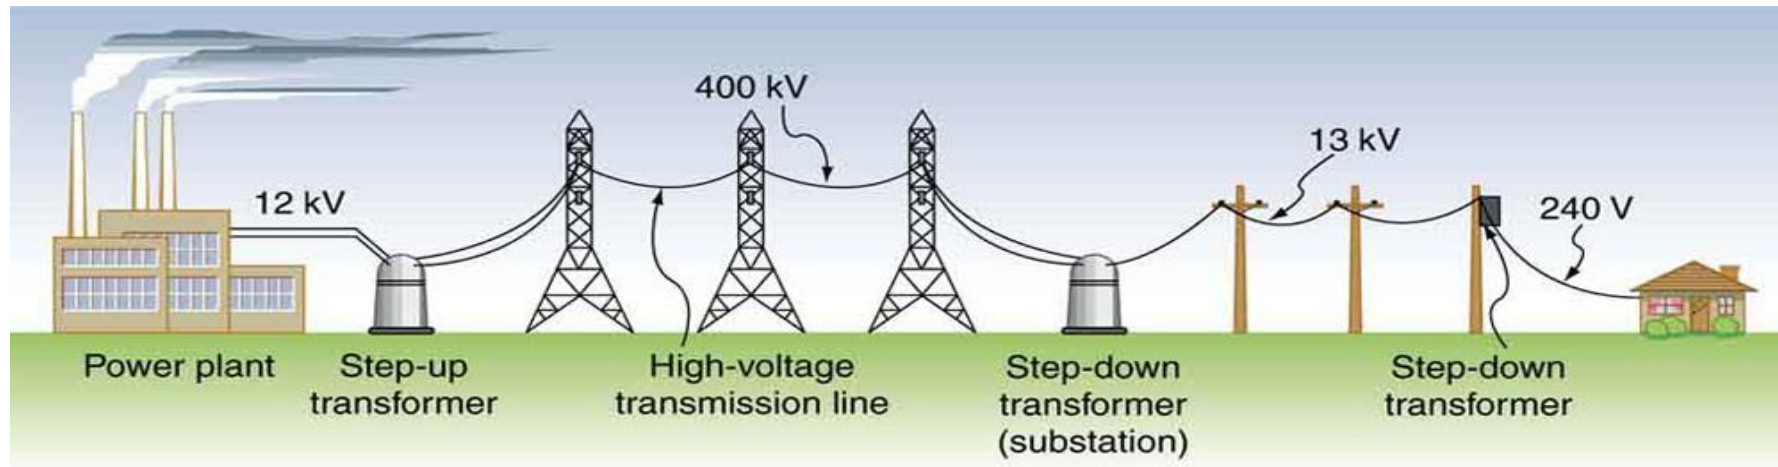 400 kV
13 kV
12 kV
240 V
Power plant
Step-up
transformer
High-voltage
transmission line
Step-down
transformer
(substation)
Step-down
transformer